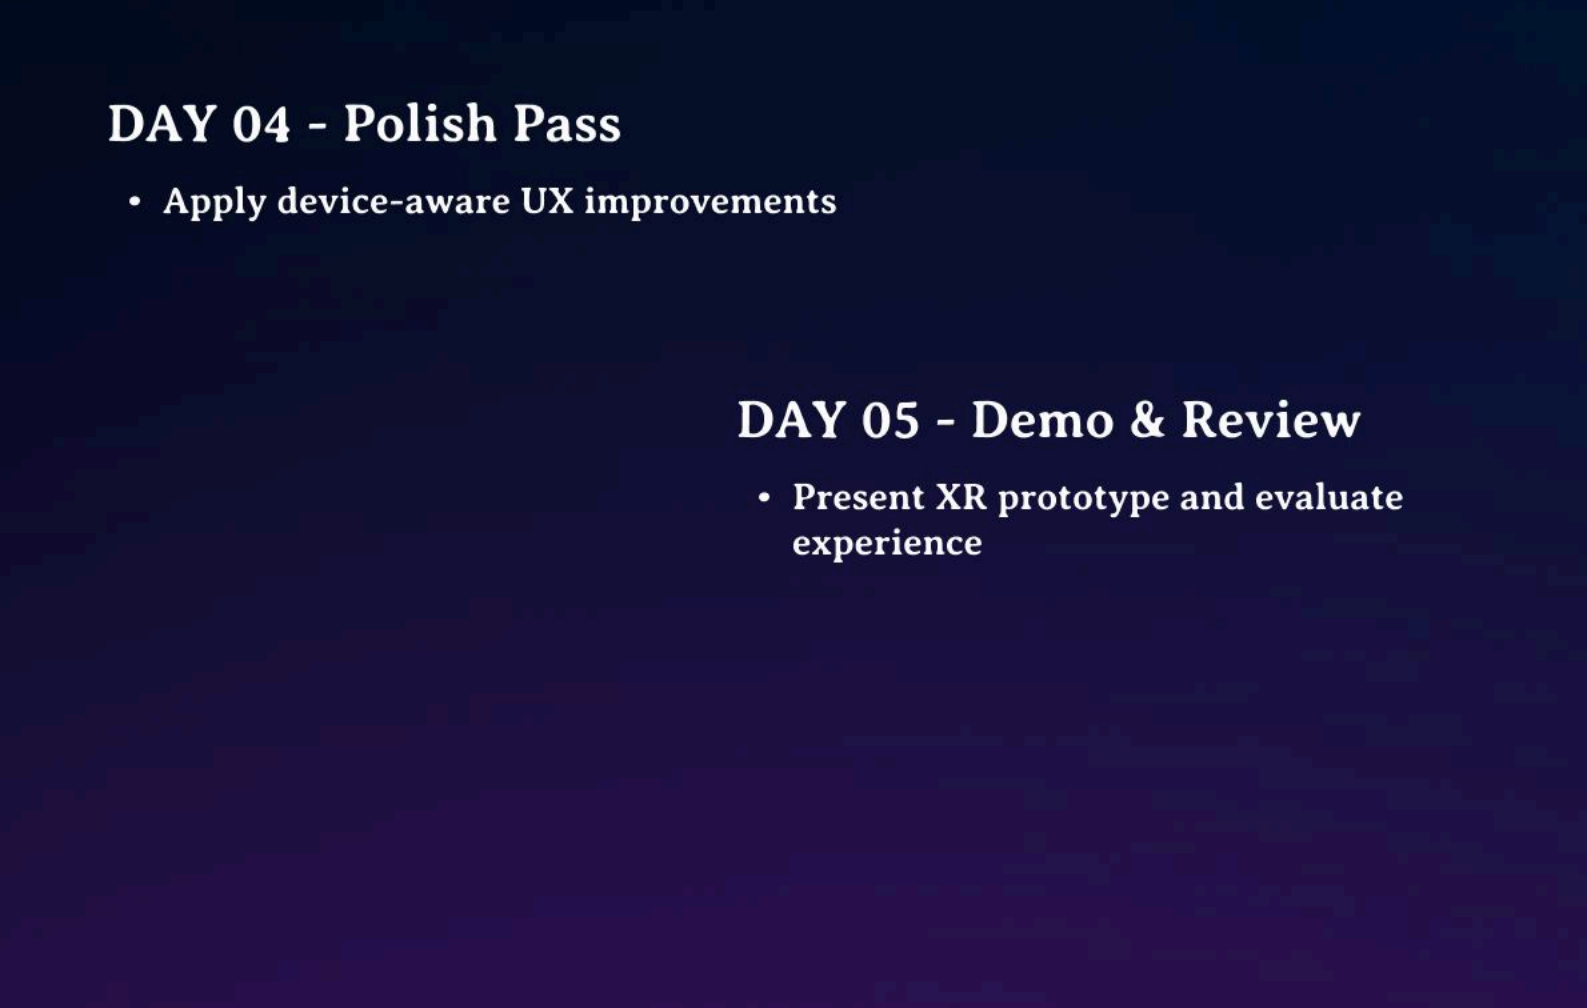 DAY 04 - Polish Pass
• Apply device-aware UX improvements
DAY 05 - Demo & Review
• Present XR prototype and evaluate
experience